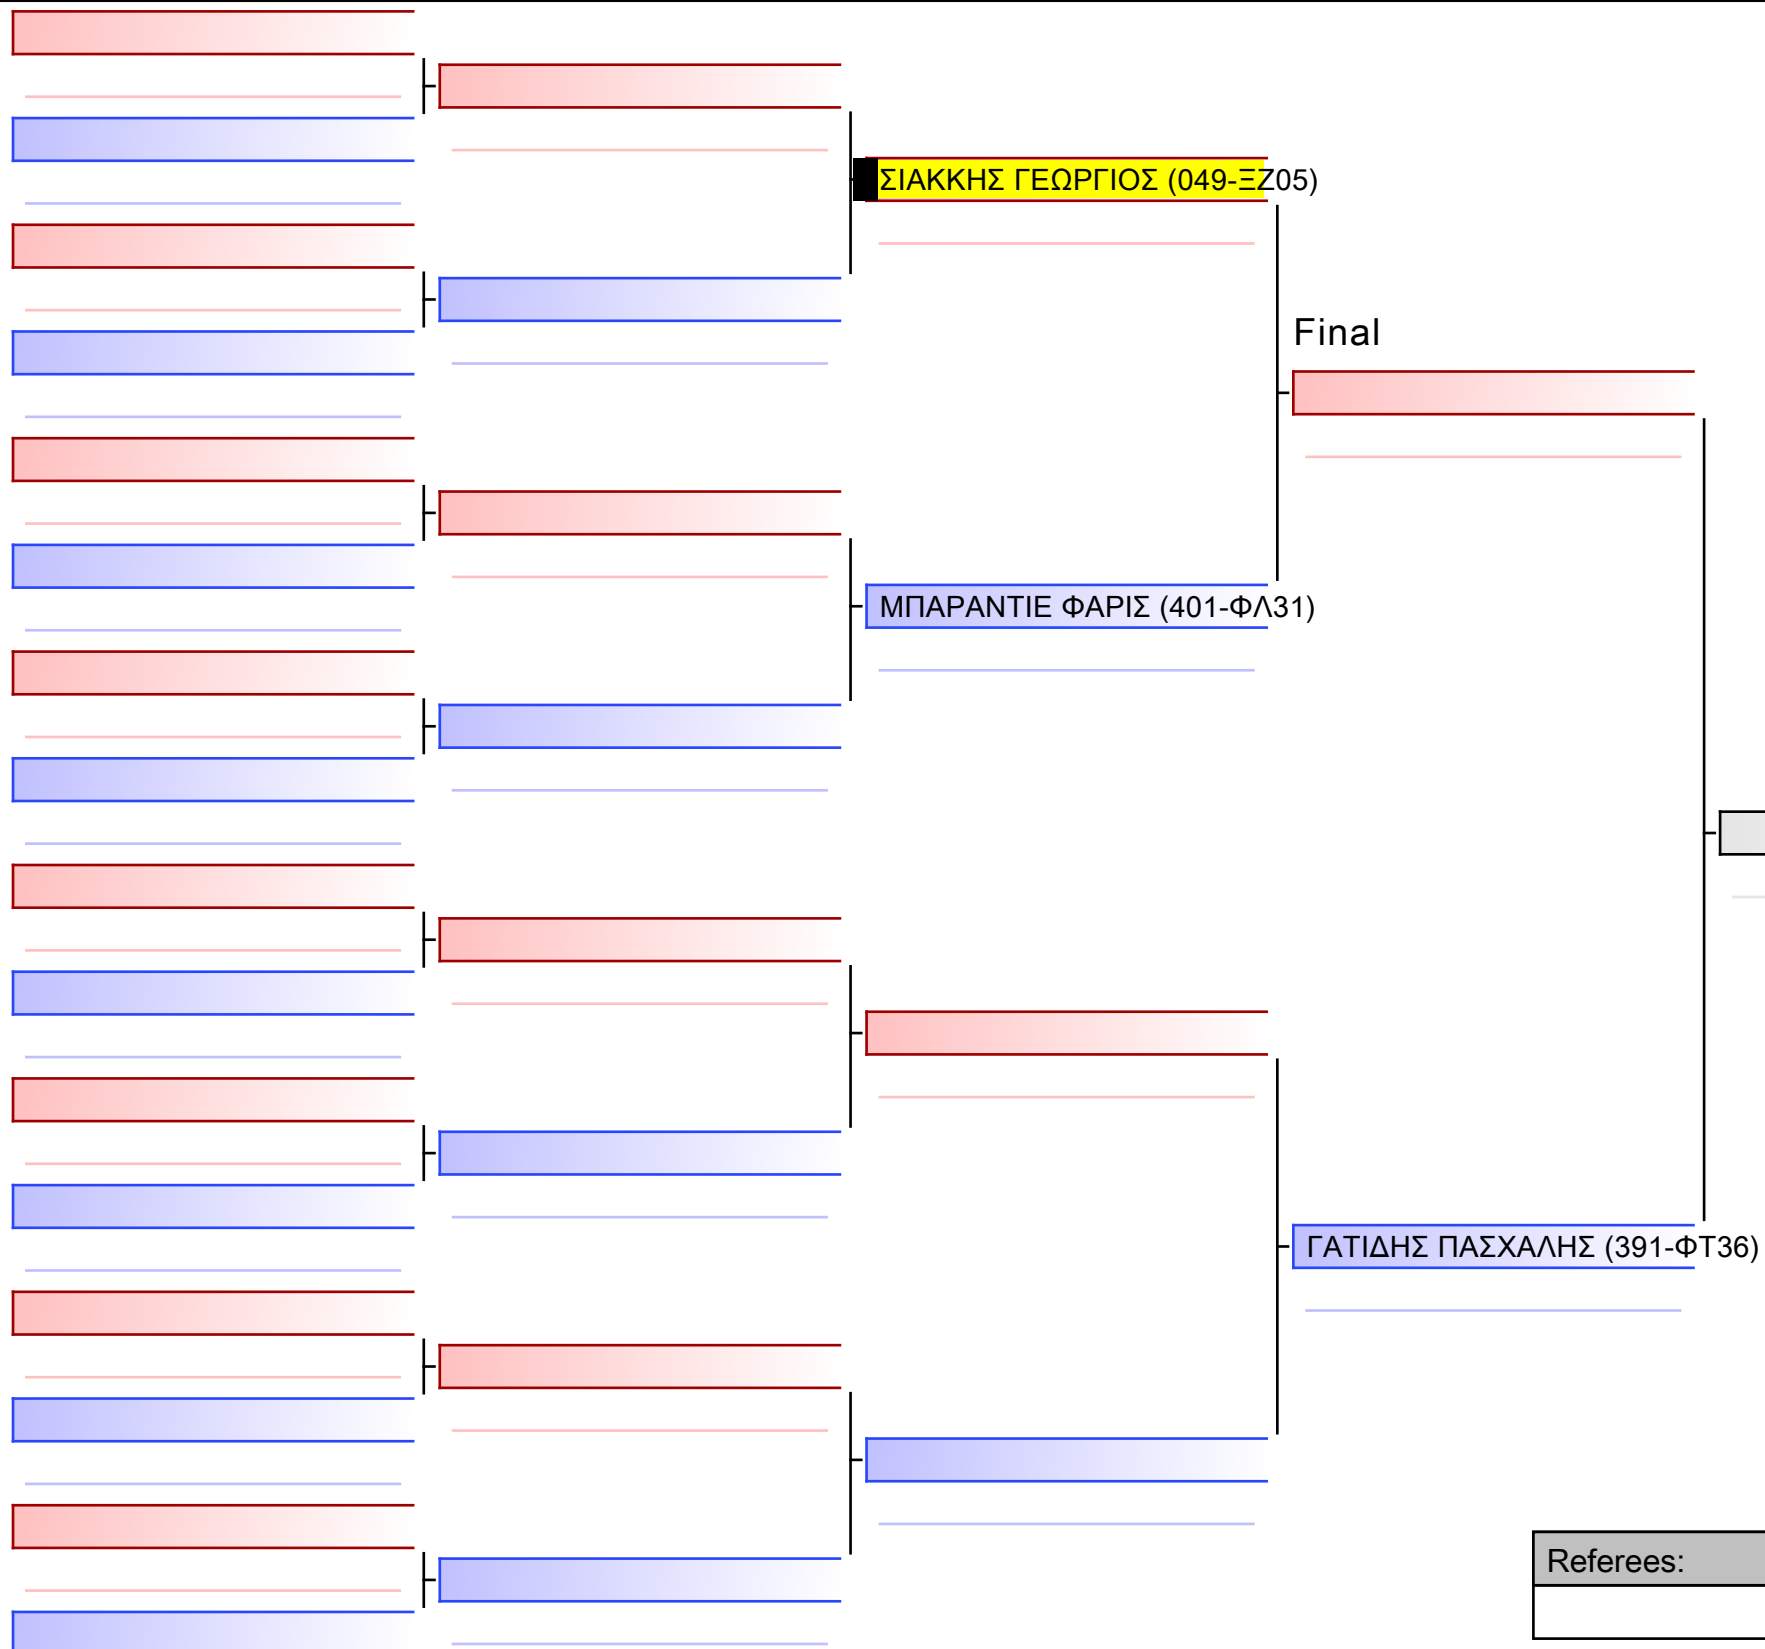 ΣΙΑΚΚΗΣ ΓΕΩΡΓΙΟΣ (049-ΞΖ05)
Final
ΜΠΑΡΑΝΤΙΕ ΦΑΡΙΣ (401-ΦΛ31)
ΓΑΤΙΔΗΣ ΠΑΣΧΑΛΗΣ (391-ΦΤ36)
Referees: